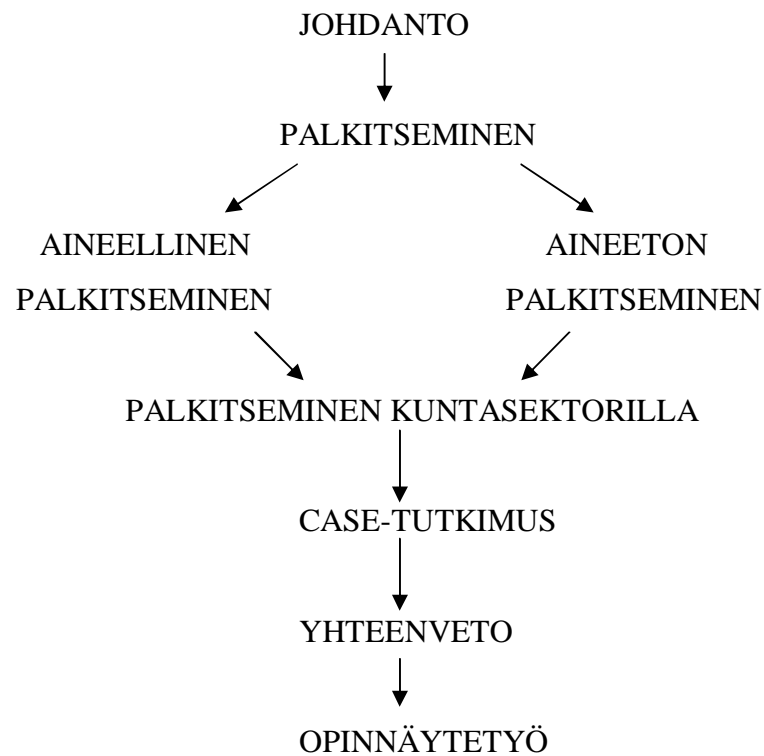 JOHDANTO
PALKITSEMINEN
AINEELLINEN
PALKITSEMINEN
AINEETON
PALKITSEMINEN
PALKITSEMINEN KUNTASEKTORILLA
CASE-TUTKIMUS
YHTEENVETO
OPINNÄYTETYÖ